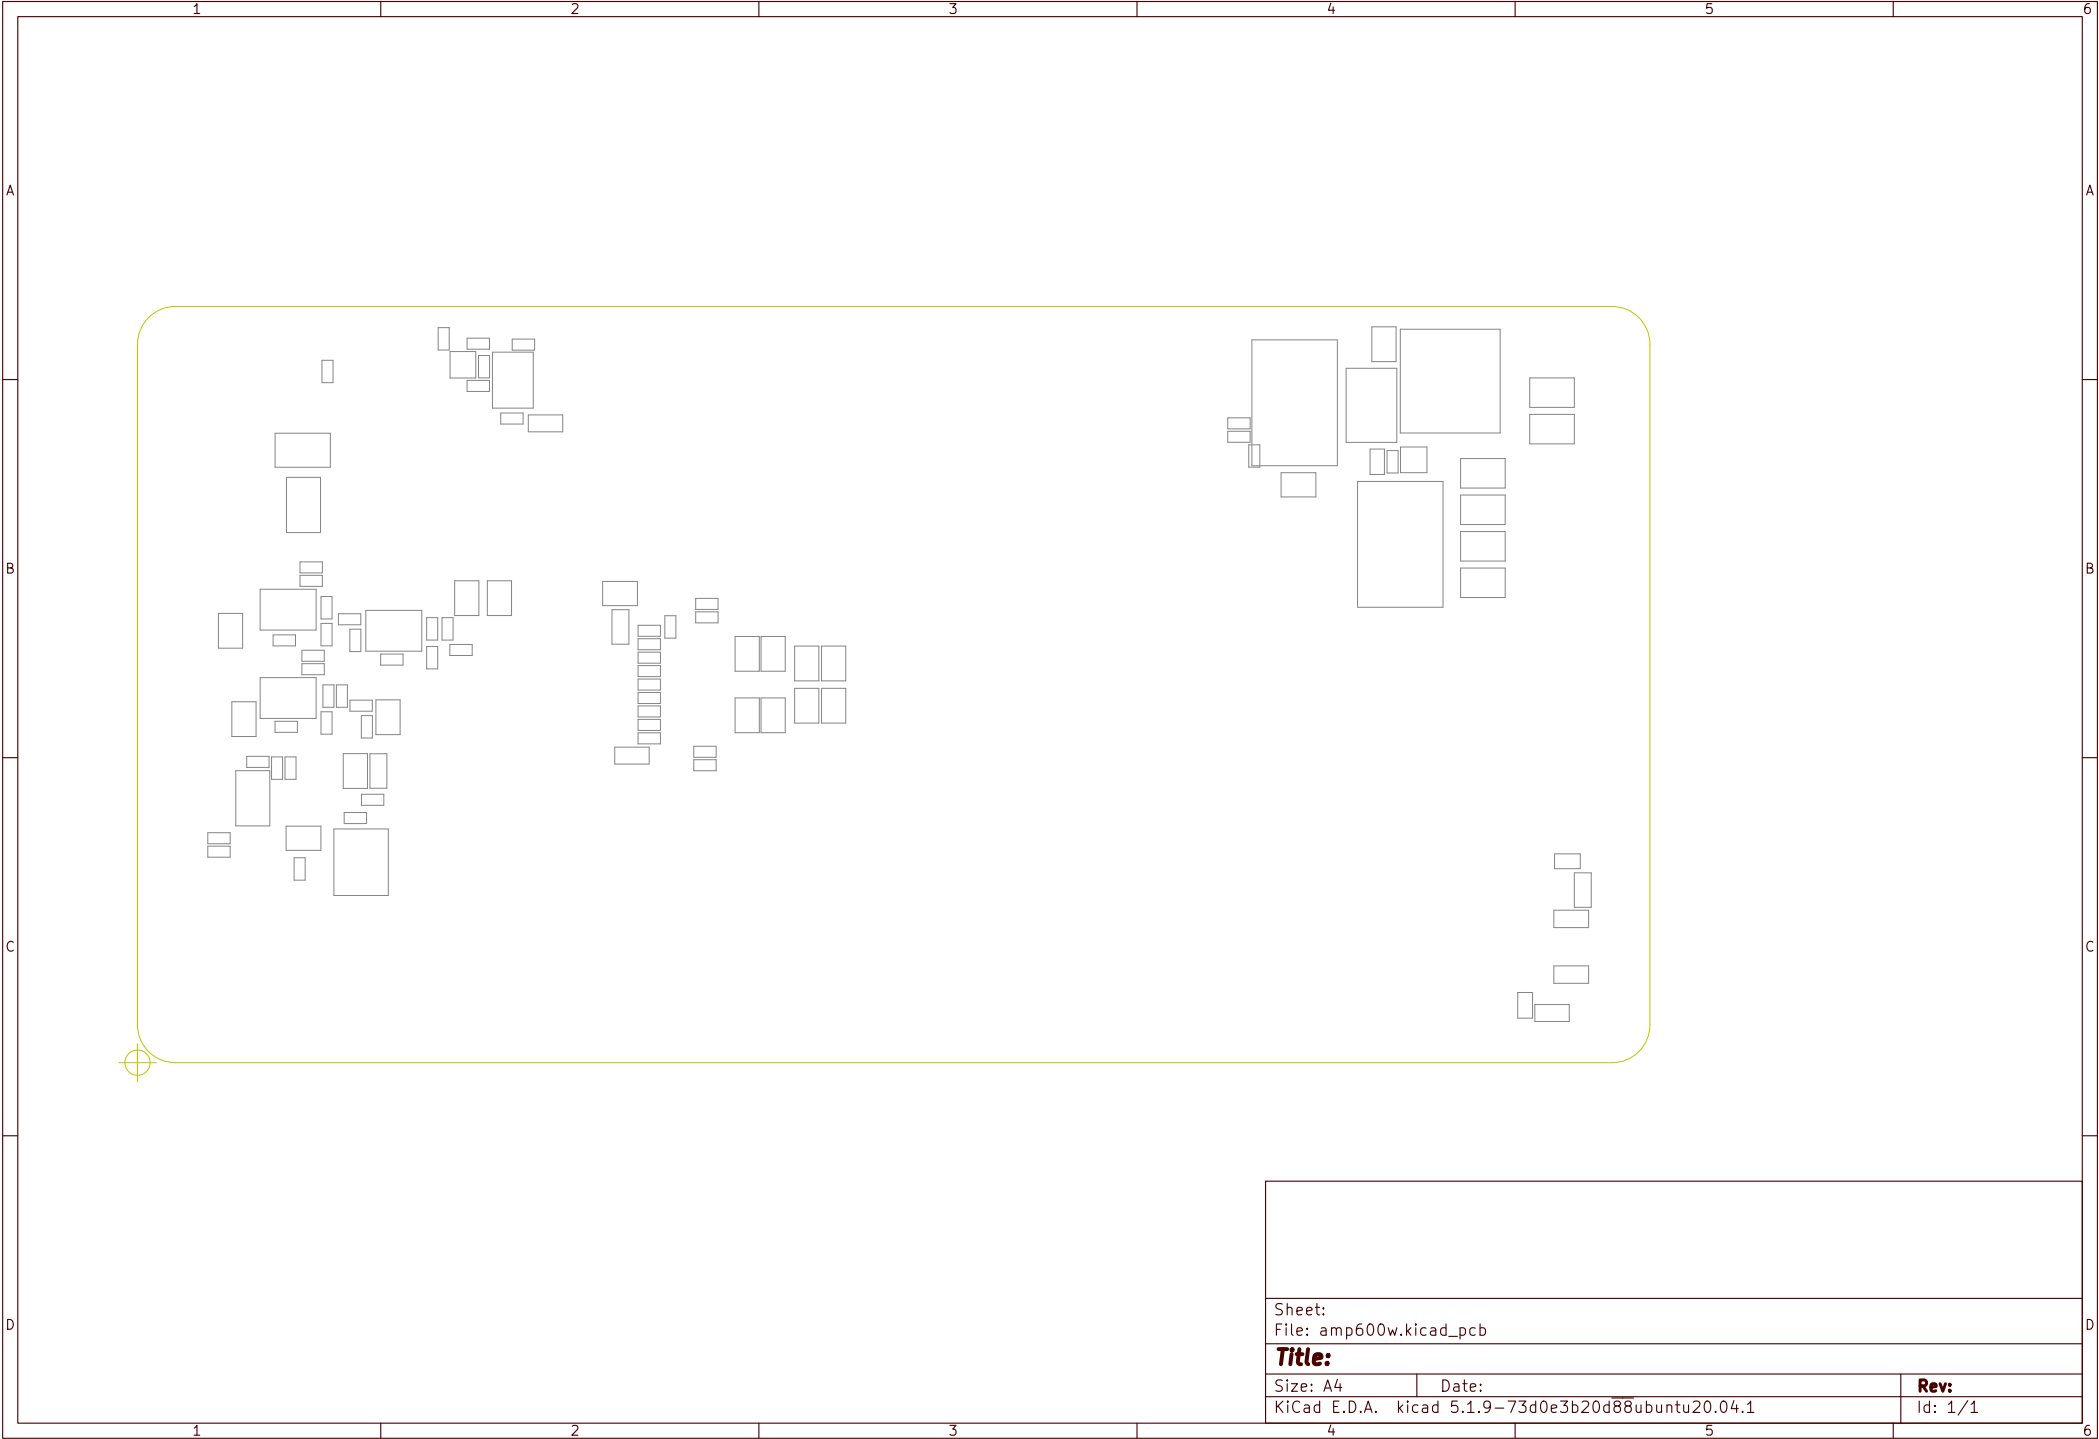 1 2 3 4 5 6
A A
B B
C C
D D
Sheet:
File: amp600w.kicad_pcb
Title:
Size: A4 Date: Rev:
KiCad E.D.A. kicad 5.1.9-73d0e3b20d88ubuntu20.04.1 Id: 1/1
1 2 3 4 5 6